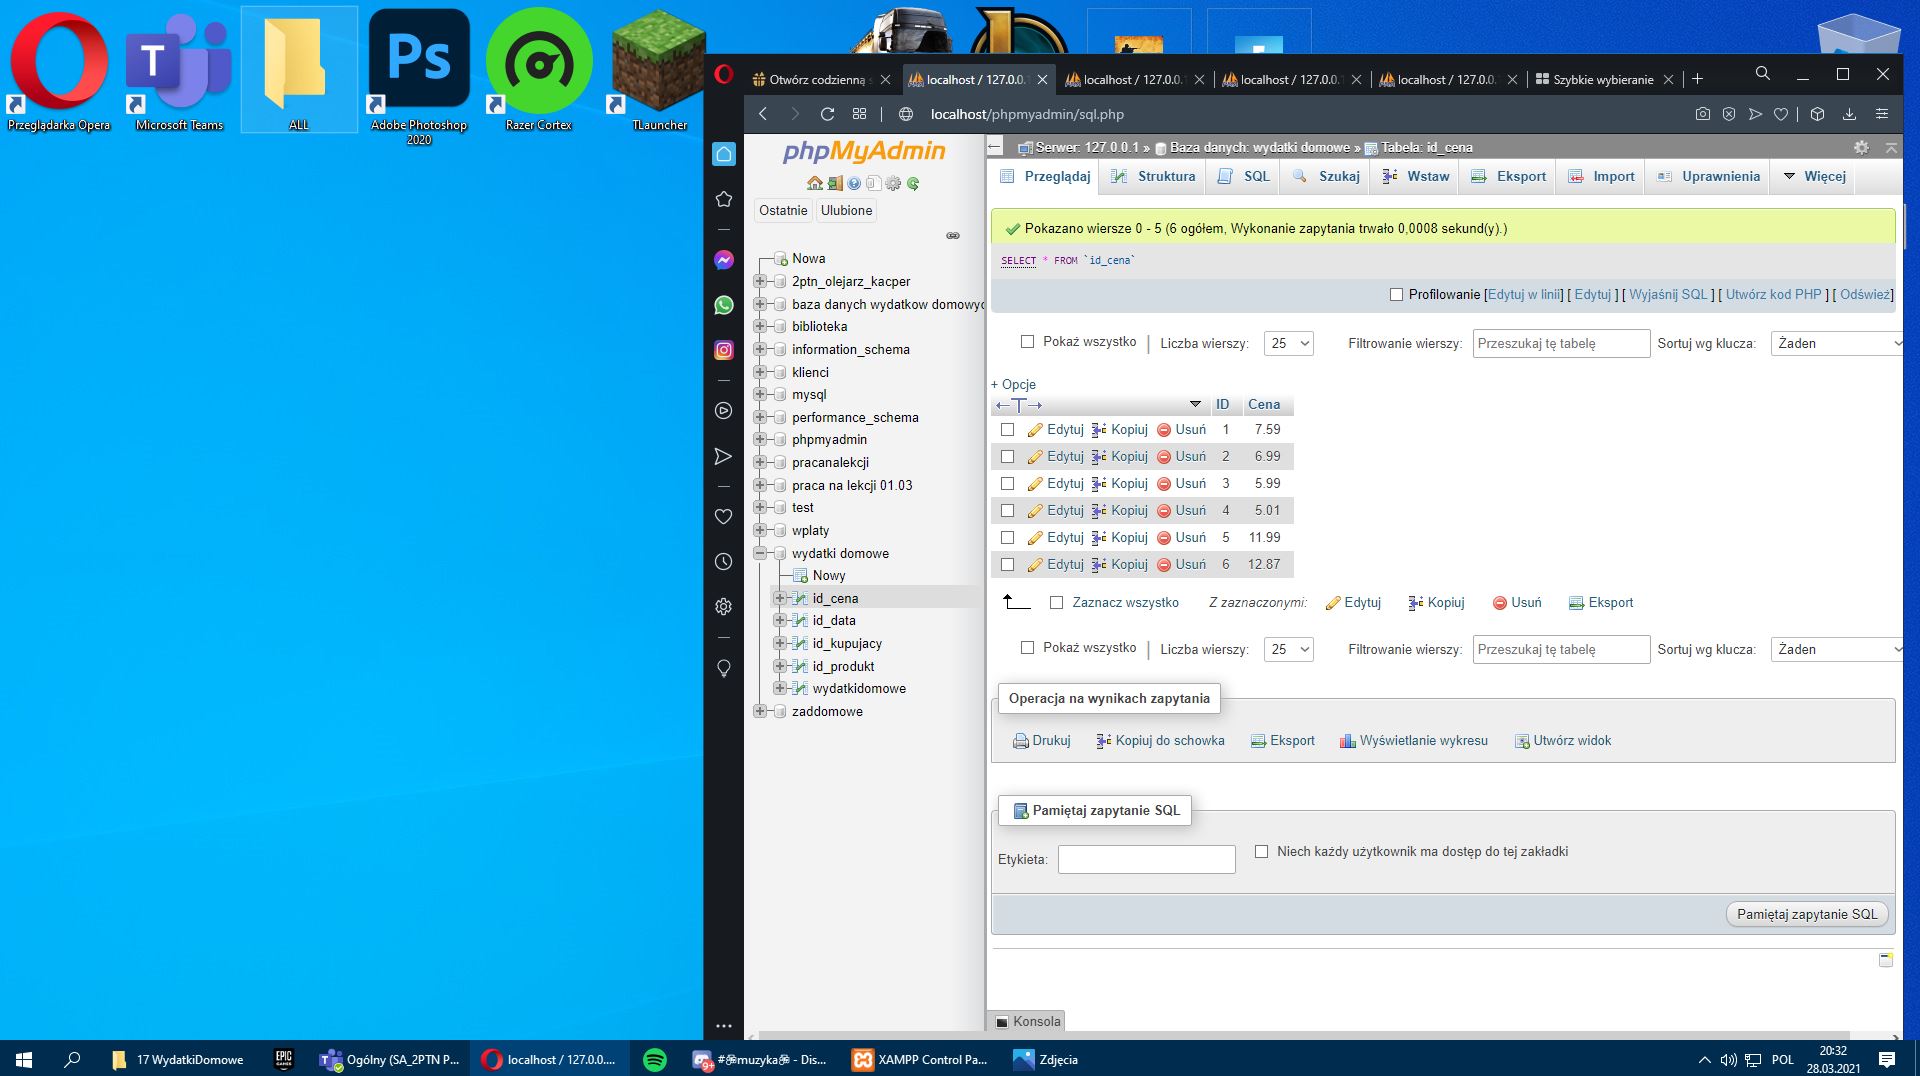 Przeglądarka Opera
Microsoft Teams
ALL
Adobe Photoshop
2020
Razer Cortex
TLauncher
T
Ps
Otwórz codzienną s
localhost / 127.0.0.1
localhost / 127.0.0.1
localhost / 127.0.0.
localhost / 127.0.0.
Szybkie wybieranie
localhost/phpmyadmin/sql.php
phpMyAdmin
Ostatnie
Ulubione
Nowa
2ptn_olejarz_kacper
baza danych wydatkow domowyc
biblioteka
information_schema
klienci
mysql
performance_schema
phpmyadmin
pracanalekcji
praca na lekcji 01.03
test
wplaty
wydatki domowe
Nowy
id_cena
id_data
id_kupujacy
id_produkt
wydatkidomowe
zaddomowe
Serwer: 127.0.0.1 » Baza danych: wydatki domowe » Tabela: id_cena
Przeglądaj Struktura SQL Szukaj Wstaw Eksport Import Uprawnienia Więcej
Pokazano wiersze 0 - 5 (6 ogółem, Wykonanie zapytania trwało 0,0008 sekund(y).)
SELECT * FROM `id_cena`
Profilowanie [Edytuj w linii] [ Edytuj ] [ Wyjaśnij SQL ] [ Utwórz kod PHP ] [ Odśwież]
Pokaż wszystko | Liczba wierszy: 25 Filtrowanie wierszy: Przeszukaj tę tabelę Sortuj wg klucza: Żaden
+ Opcje
←T→ ID Cena
Edytuj Kopiuj Usuń 1 7.59
Edytuj Kopiuj Usuń 2 6.99
Edytuj Kopiuj Usuń 3 5.99
Edytuj Kopiuj Usuń 4 5.01
Edytuj Kopiuj Usuń 5 11.99
Edytuj Kopiuj Usuń 6 12.87
Zaznacz wszystko Z zaznaczonymi: Edytuj Kopiuj Usuń Eksport
Pokaż wszystko | Liczba wierszy: 25 Filtrowanie wierszy: Przeszukaj tę tabelę Sortuj wg klucza: Żaden
Operacja na wynikach zapytania
Drukuj Kopiuj do schowka Eksport Wyświetlanie wykresu Utwórz widok
Pamiętaj zapytanie SQL
Etykieta: Niech każdy użytkownik ma dostęp do tej zakładki
Pamiętaj zapytanie SQL
Konsola
17 WydatkiDomowe
EPIC GAMES
Ogólny (SA_2PTN P...
localhost / 127.0.0....
9+
#🎘muzyka🎘 - Dis...
XAMPP Control Pa...
Zdjęcia
POL
20:32
28.03.2021